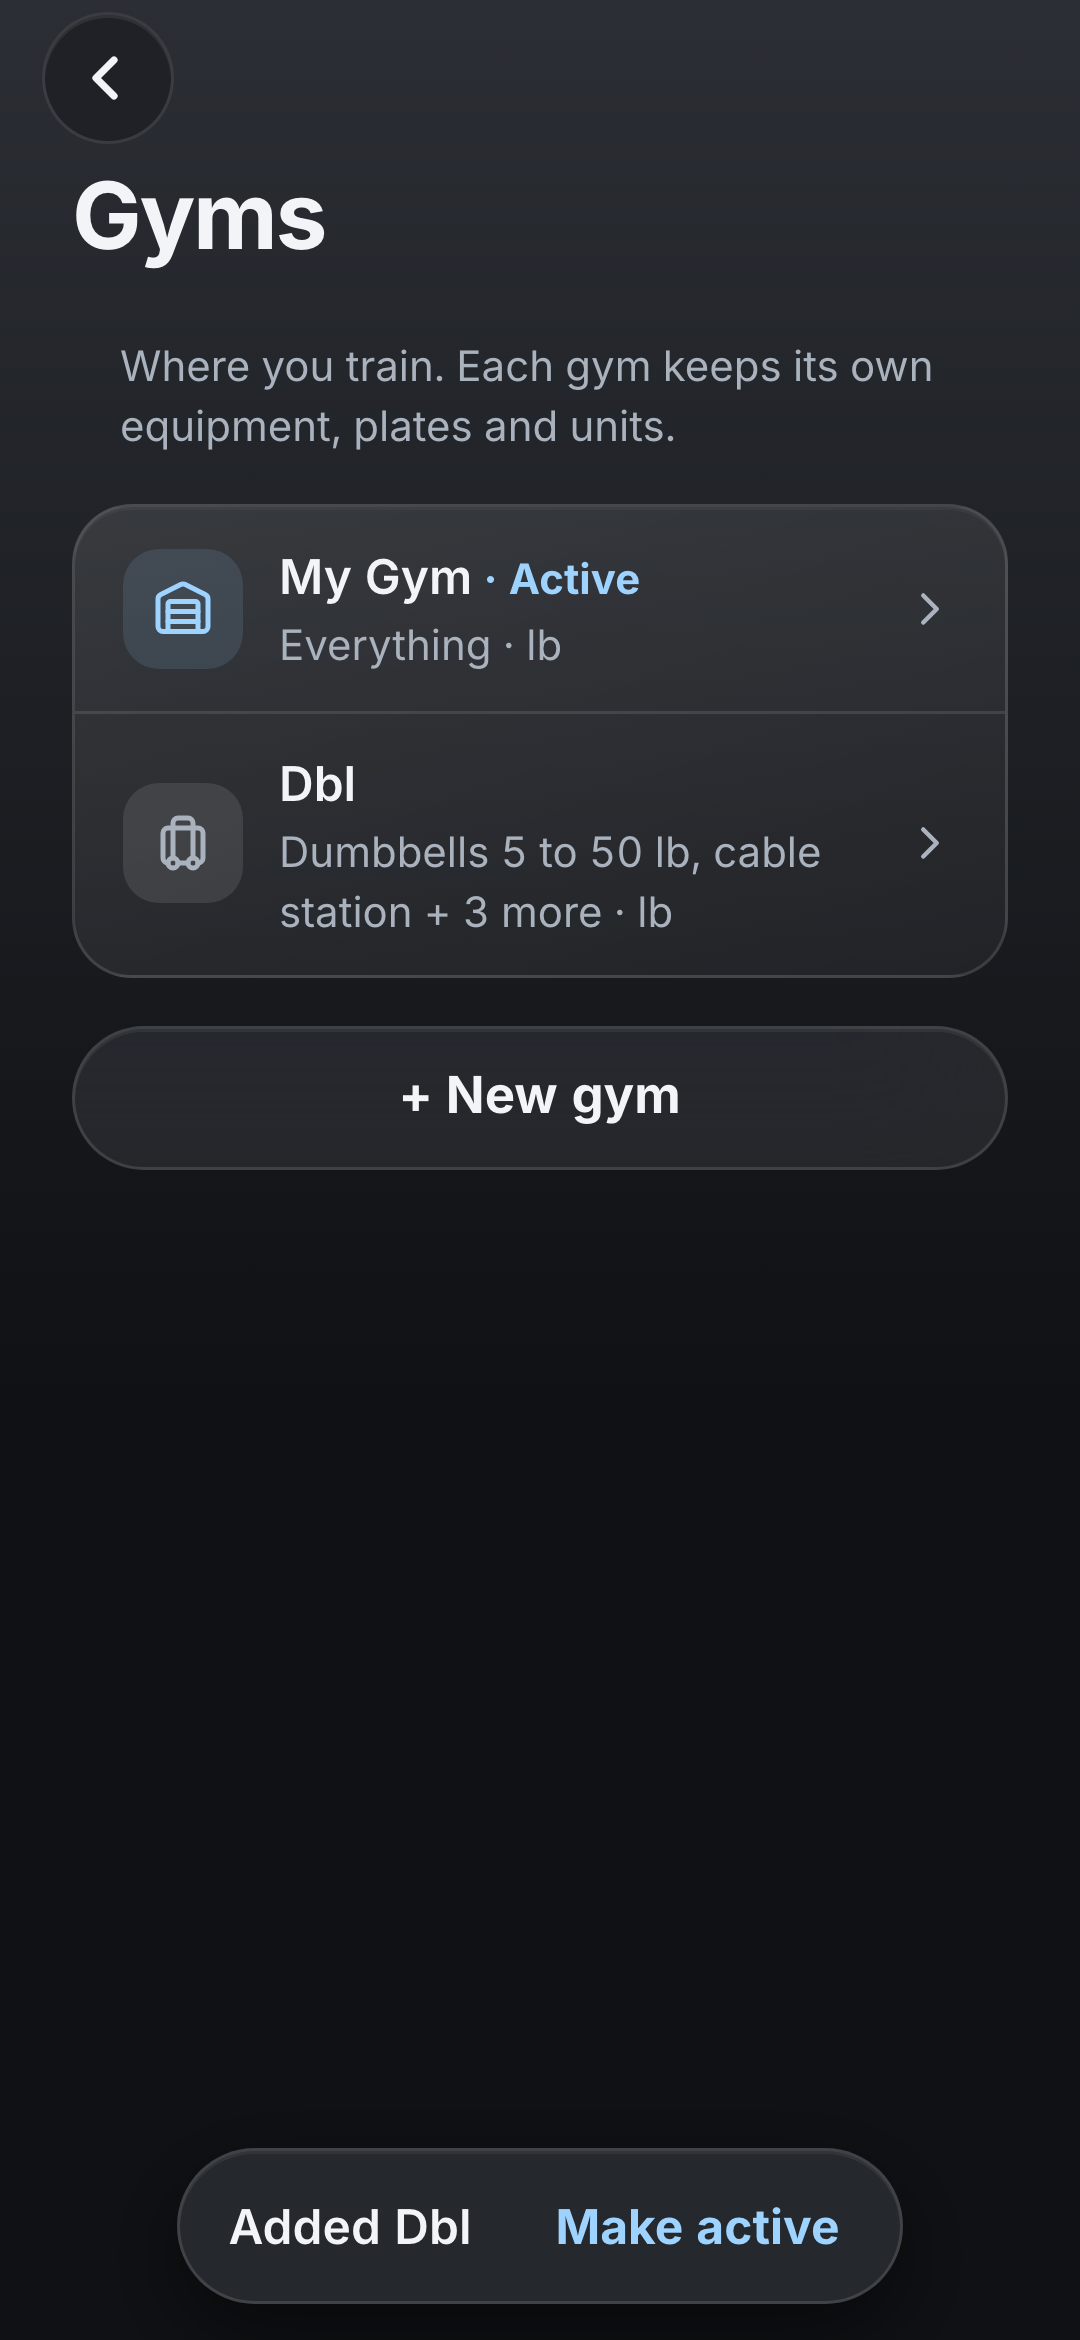 Gyms
Where you train. Each gym keeps its own
equipment, plates and units.
My Gym · Active
Everything · lb
Dbl
Dumbbells 5 to 50 lb, cable
station + 3 more · lb
+ New gym
Added Dbl Make active